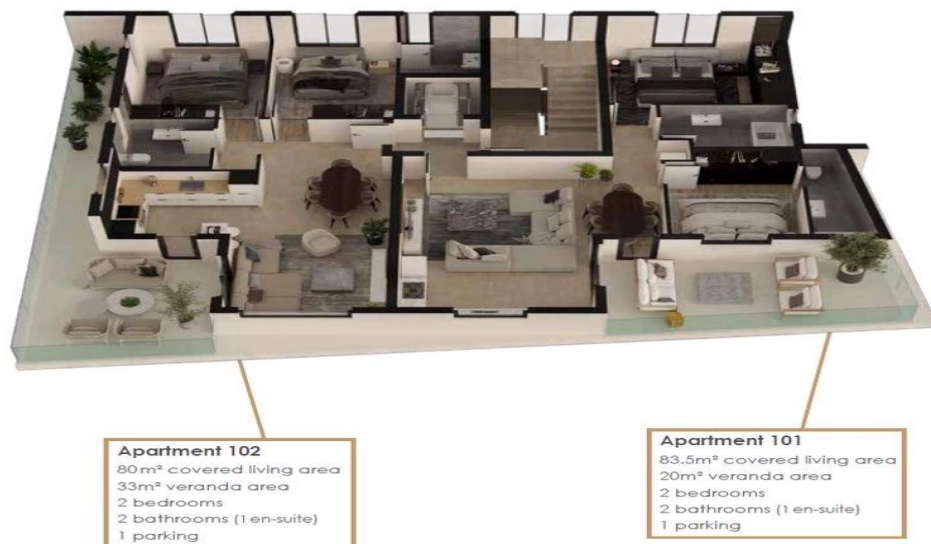 Apartment 102
80m² covered living area
33m² veranda area
2 bedrooms
2 bathrooms (1 en-suite)
1 parking
Apartment 101
83.5m² covered living area
20m² veranda area
2 bedrooms
2 bathrooms (1 en-suite)
1 parking